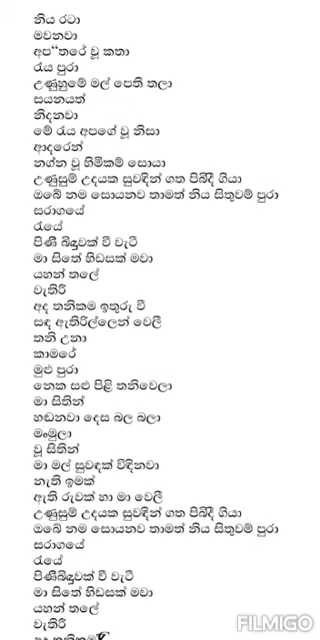 නිය රටා
මවනවා
අප“තරේ වූ කතා
රැය පුරා
උණුහුමේ මල් පෙති තලා
සයනයත්
නිදනවා
මේ රැය අපගේ වූ නිසා
ආදරෙන්
නග්න වූ හිමිකම් සොයා
උණුසුම් උදයක සුවඳින් ගත පිබිදී ගියා
ඔබේ නම සොයනව තාමත් නිය සිතුවම් පුරා
සරාගයේ
රැයේ
පිණී බිඳුවක් වී වැටී
මා සිතේ හිඩසක් මවා
යහන් තලේ
වැතිරී
අද තනිකම ඉතුරු වී
සඳ ඇතිරිල්ලෙන් වෙලී
තනි උනා
කාමරේ
මුළු පුරා
නෙක සළු පිළි තනිවෙලා
මා සිතින්
හඬනවා දෙස බල බලා
මංමුලා
වූ සිතින්
මා මල් සුවඳක් විඳිනවා
නැති ඉමක්
ඇති රුවක් හා මා වෙලී
උණුසුම් උදයක සුවඳින් ගත පිබිදී ගියා
ඔබේ නම සොයනව තාමත් නිය සිතුවම් පුරා
සරාගයේ
රැයේ
පිණීබිඳුවක් වී වැටී
මා සිතේ හිඩසක් මවා
යහන් තලේ
වැතිරී
FILMIGO